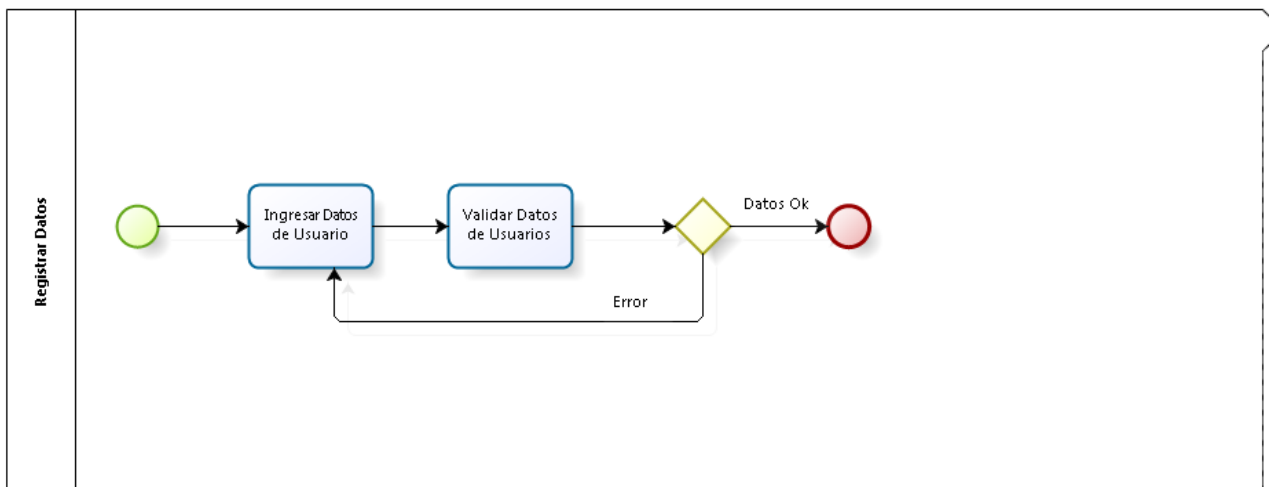 Registrar Datos
Ingresar Datos
de Usuario
Validar Datos
de Usuarios
Datos Ok
Error